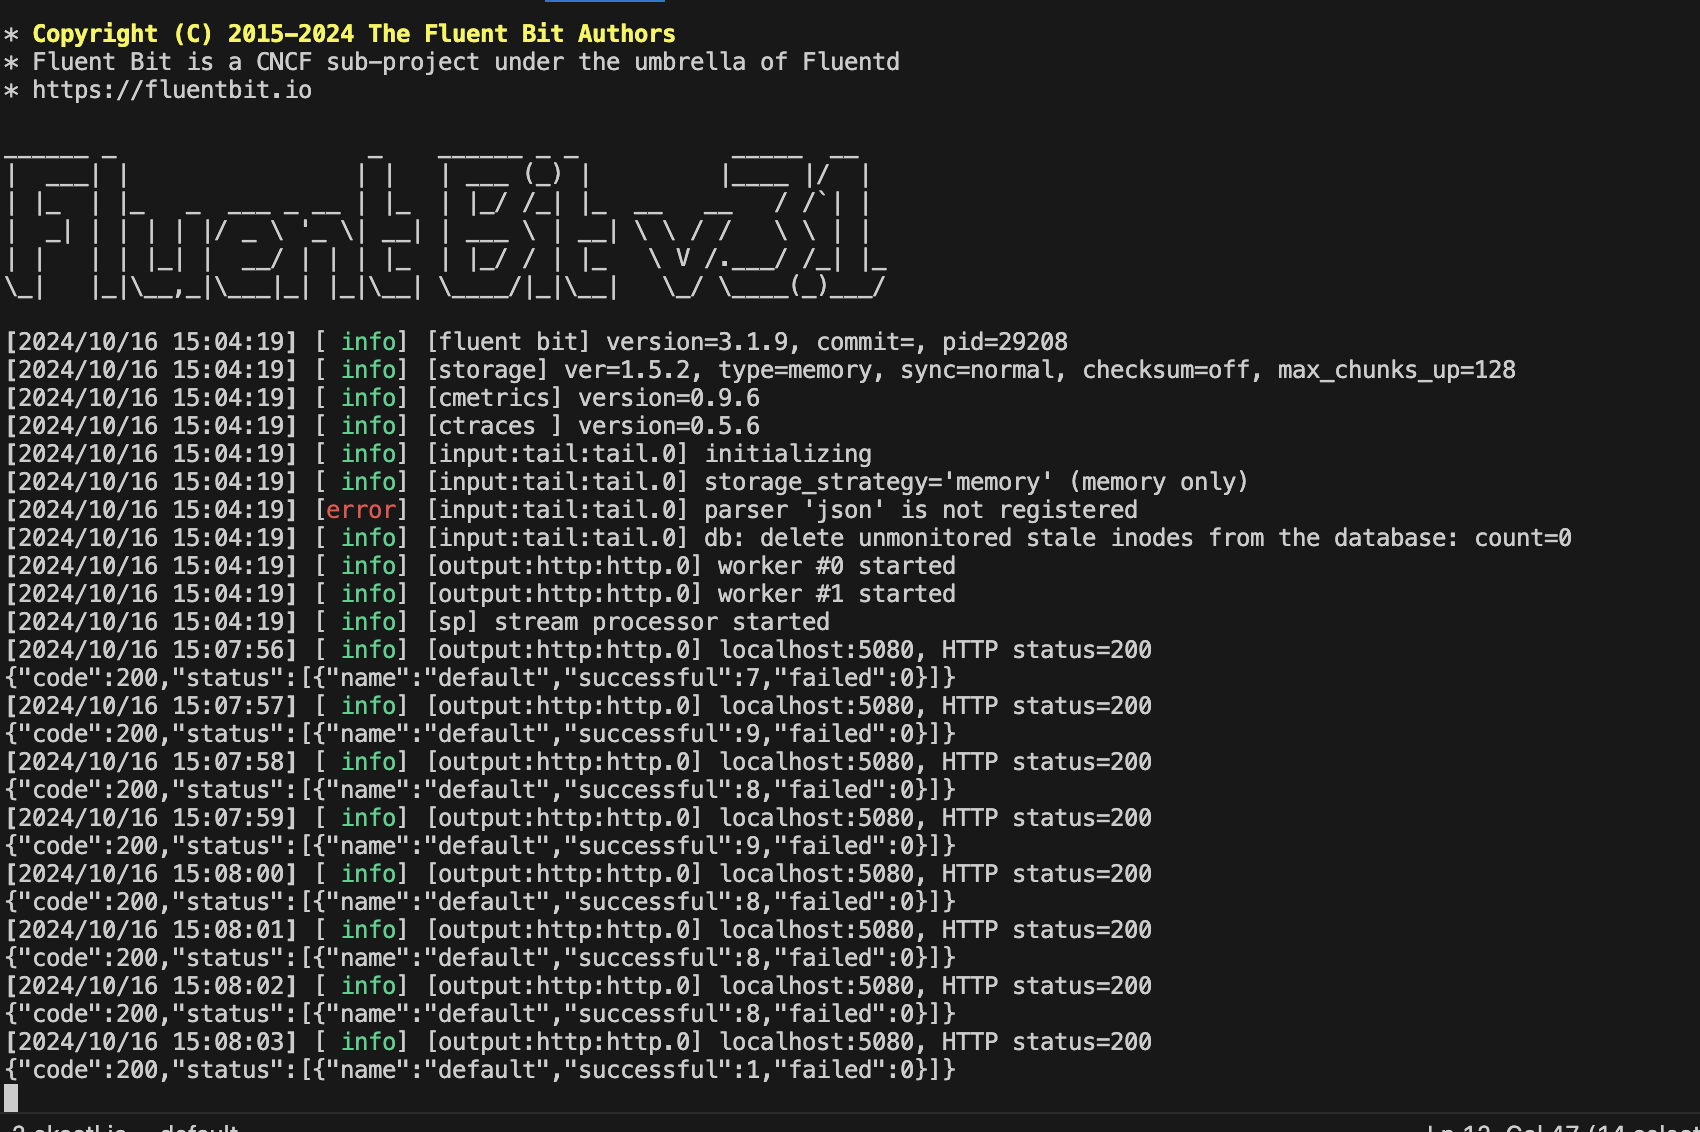 * Copyright (C) 2015-2024 The Fluent Bit Authors
* Fluent Bit is a CNCF sub-project under the umbrella of Fluentd
* https://fluentbit.io
Fluent Bit v3.1
[2024/10/16 15:04:19] [ info] [fluent bit] version=3.1.9, commit=, pid=29208
[2024/10/16 15:04:19] [ info] [storage] ver=1.5.2, type=memory, sync=normal, checksum=off, max_chunks_up=128
[2024/10/16 15:04:19] [ info] [cmetrics] version=0.9.6
[2024/10/16 15:04:19] [ info] [ctraces ] version=0.5.6
[2024/10/16 15:04:19] [ info] [input:tail:tail.0] initializing
[2024/10/16 15:04:19] [ info] [input:tail:tail.0] storage_strategy='memory' (memory only)
[2024/10/16 15:04:19] [error] [input:tail:tail.0] parser 'json' is not registered
[2024/10/16 15:04:19] [ info] [input:tail:tail.0] db: delete unmonitored stale inodes from the database: count=0
[2024/10/16 15:04:19] [ info] [output:http:http.0] worker #0 started
[2024/10/16 15:04:19] [ info] [output:http:http.0] worker #1 started
[2024/10/16 15:04:19] [ info] [sp] stream processor started
[2024/10/16 15:07:56] [ info] [output:http:http.0] localhost:5080, HTTP status=200
{"code":200,"status":[{"name":"default","successful":7,"failed":0}]}
[2024/10/16 15:07:57] [ info] [output:http:http.0] localhost:5080, HTTP status=200
{"code":200,"status":[{"name":"default","successful":9,"failed":0}]}
[2024/10/16 15:07:58] [ info] [output:http:http.0] localhost:5080, HTTP status=200
{"code":200,"status":[{"name":"default","successful":8,"failed":0}]}
[2024/10/16 15:07:59] [ info] [output:http:http.0] localhost:5080, HTTP status=200
{"code":200,"status":[{"name":"default","successful":9,"failed":0}]}
[2024/10/16 15:08:00] [ info] [output:http:http.0] localhost:5080, HTTP status=200
{"code":200,"status":[{"name":"default","successful":8,"failed":0}]}
[2024/10/16 15:08:01] [ info] [output:http:http.0] localhost:5080, HTTP status=200
{"code":200,"status":[{"name":"default","successful":8,"failed":0}]}
[2024/10/16 15:08:02] [ info] [output:http:http.0] localhost:5080, HTTP status=200
{"code":200,"status":[{"name":"default","successful":8,"failed":0}]}
[2024/10/16 15:08:03] [ info] [output:http:http.0] localhost:5080, HTTP status=200
{"code":200,"status":[{"name":"default","successful":1,"failed":0}]}